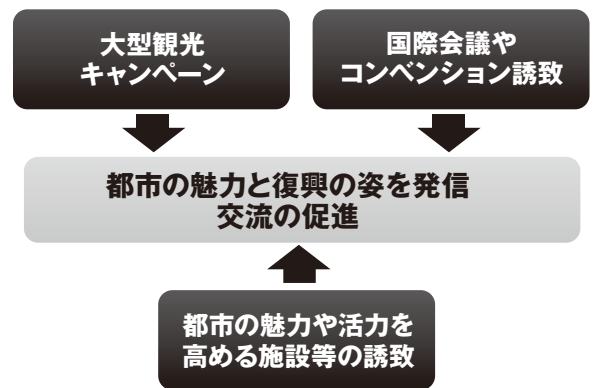 大型観光
キャンペーン
国際会議や
コンベンション誘致
都市の魅力と復興の姿を発信
交流の促進
都市の魅力や活力を
高める施設等の誘致